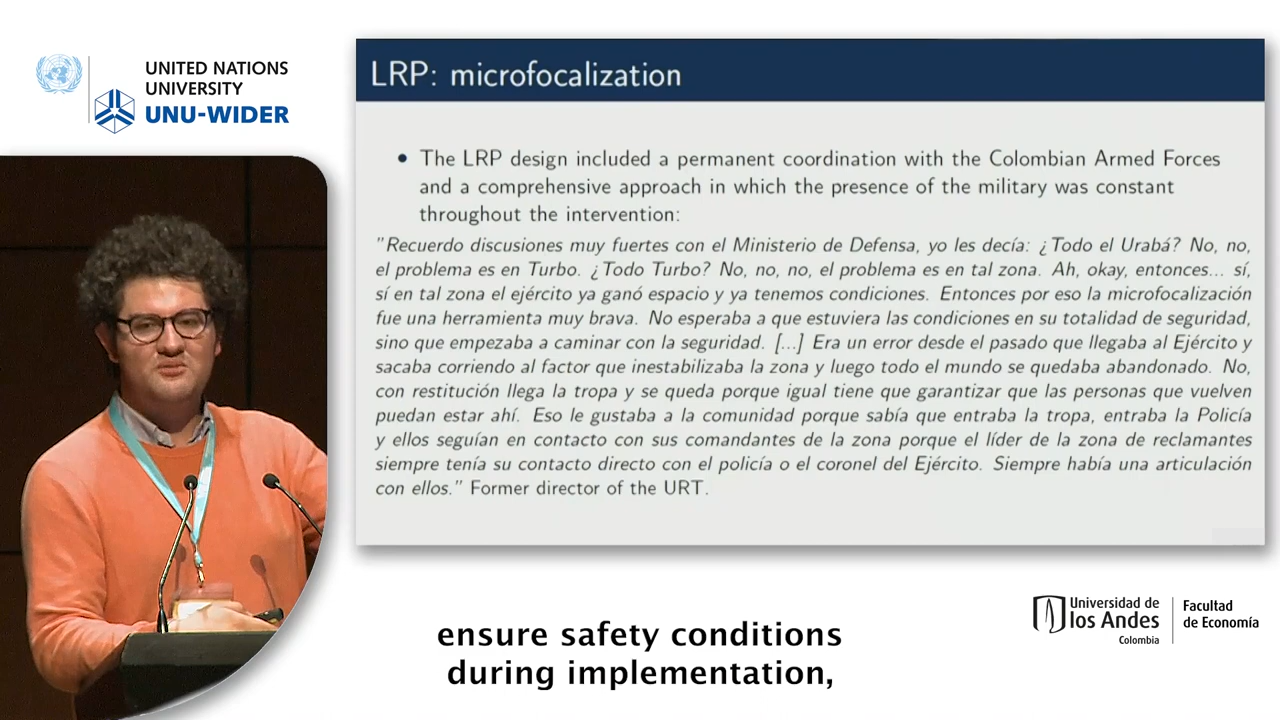 UNITED NATIONS
UNIVERSITY
UNU-WIDER
LRP: microfocalization
The LRP design included a permanent coordination with the Colombian Armed Forces
and a comprehensive approach in which the presence of the military was constant
throughout the intervention:
"Recuerdo discusiones muy fuertes con el Ministerio de Defensa, yo les decía: ¿Todo el Urabá? No, no,
el problema es en Turbo. ¿Todo Turbo? No, no, no, el problema es en tal zona. Ah, okay, entonces... sí,
sí en tal zona el ejército ya ganó espacio y ya tenemos condiciones. Entonces por eso la microfocalización
fue una herramienta muy brava. No esperaba a que estuviera las condiciones en su totalidad de seguridad,
sino que empezaba a caminar con la seguridad. [...] Era un error desde el pasado que llegaba al Ejército y
sacaba corriendo al factor que inestabilizaba la zona y luego todo el mundo se quedaba abandonado. No,
con restitución llega la tropa y se queda porque igual tiene que garantizar que las personas que vuelven
puedan estar ahí. Eso le gustaba a la comunidad porque sabía que entraba la tropa, entraba la Policía
y ellos seguían en contacto con sus comandantes de la zona porque el líder de la zona de reclamantes
siempre tenía su contacto directo con el policía o el coronel del Ejército. Siempre había una articulación
con ellos." Former director of the URT.
ensure safety conditions
during implementation,
Universidad de
los Andes
Colombia
Facultad
de Economía